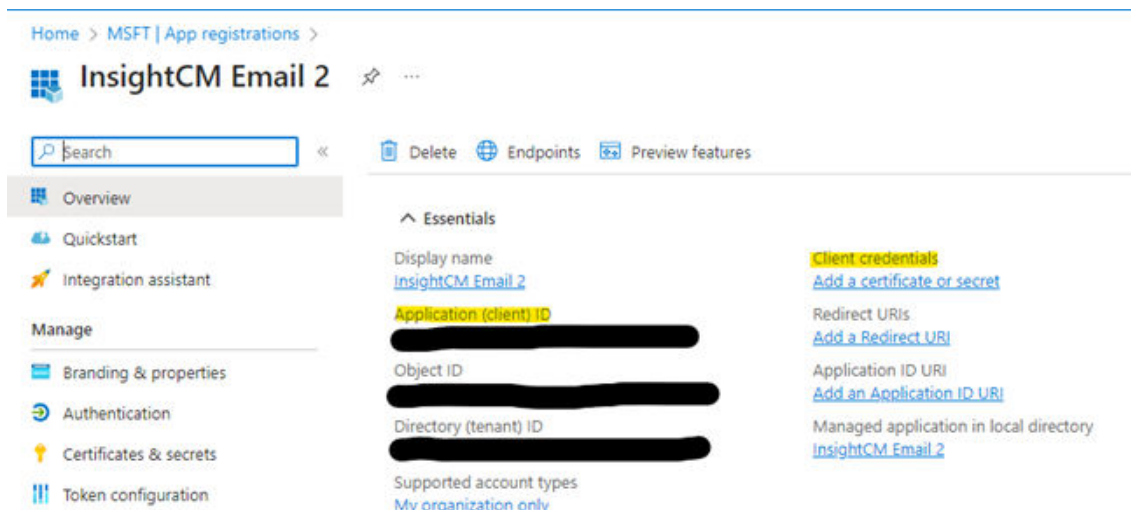 Home > MSFT | App registrations >
InsightCM Email 2
Search
Overview
Quickstart
Integration assistant
Manage
Branding & properties
Authentication
Certificates & secrets
Token configuration
Delete
Endpoints
Preview features
Essentials
Display name
InsightCM Email 2
Application (client) ID
Object ID
Directory (tenant) ID
Supported account types
My organization only
Client credentials
Add a certificate or secret
Redirect URIs
Add a Redirect URI
Application ID URI
Add an Application ID URI
Managed application in local directory
InsightCM Email 2